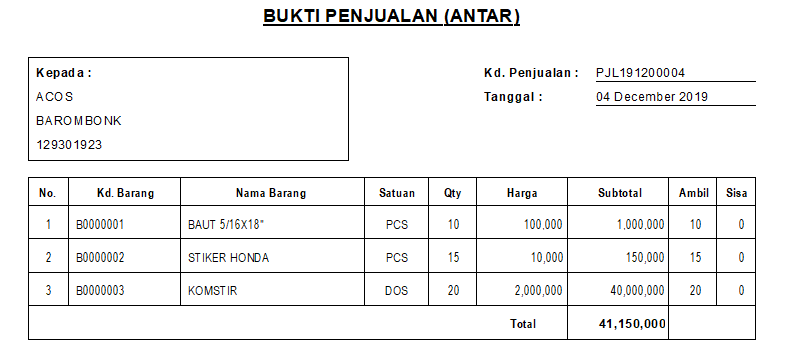 BUKTI PENJUALAN (ANTAR)
Kepada :
ACOS
BAROMBONK
129301923
Kd. Penjualan : PJL191200004
Tanggal : 04 December 2019
No. Kd. Barang Nama Barang Satuan Qty Harga Subtotal Ambil Sisa
1 B0000001 BAUT 5/16X18" PCS 10 100,000 1,000,000 10 0
2 B0000002 STIKER HONDA PCS 15 10,000 150,000 15 0
3 B0000003 KOMSTIR DOS 20 2,000,000 40,000,000 20 0
Total 41,150,000